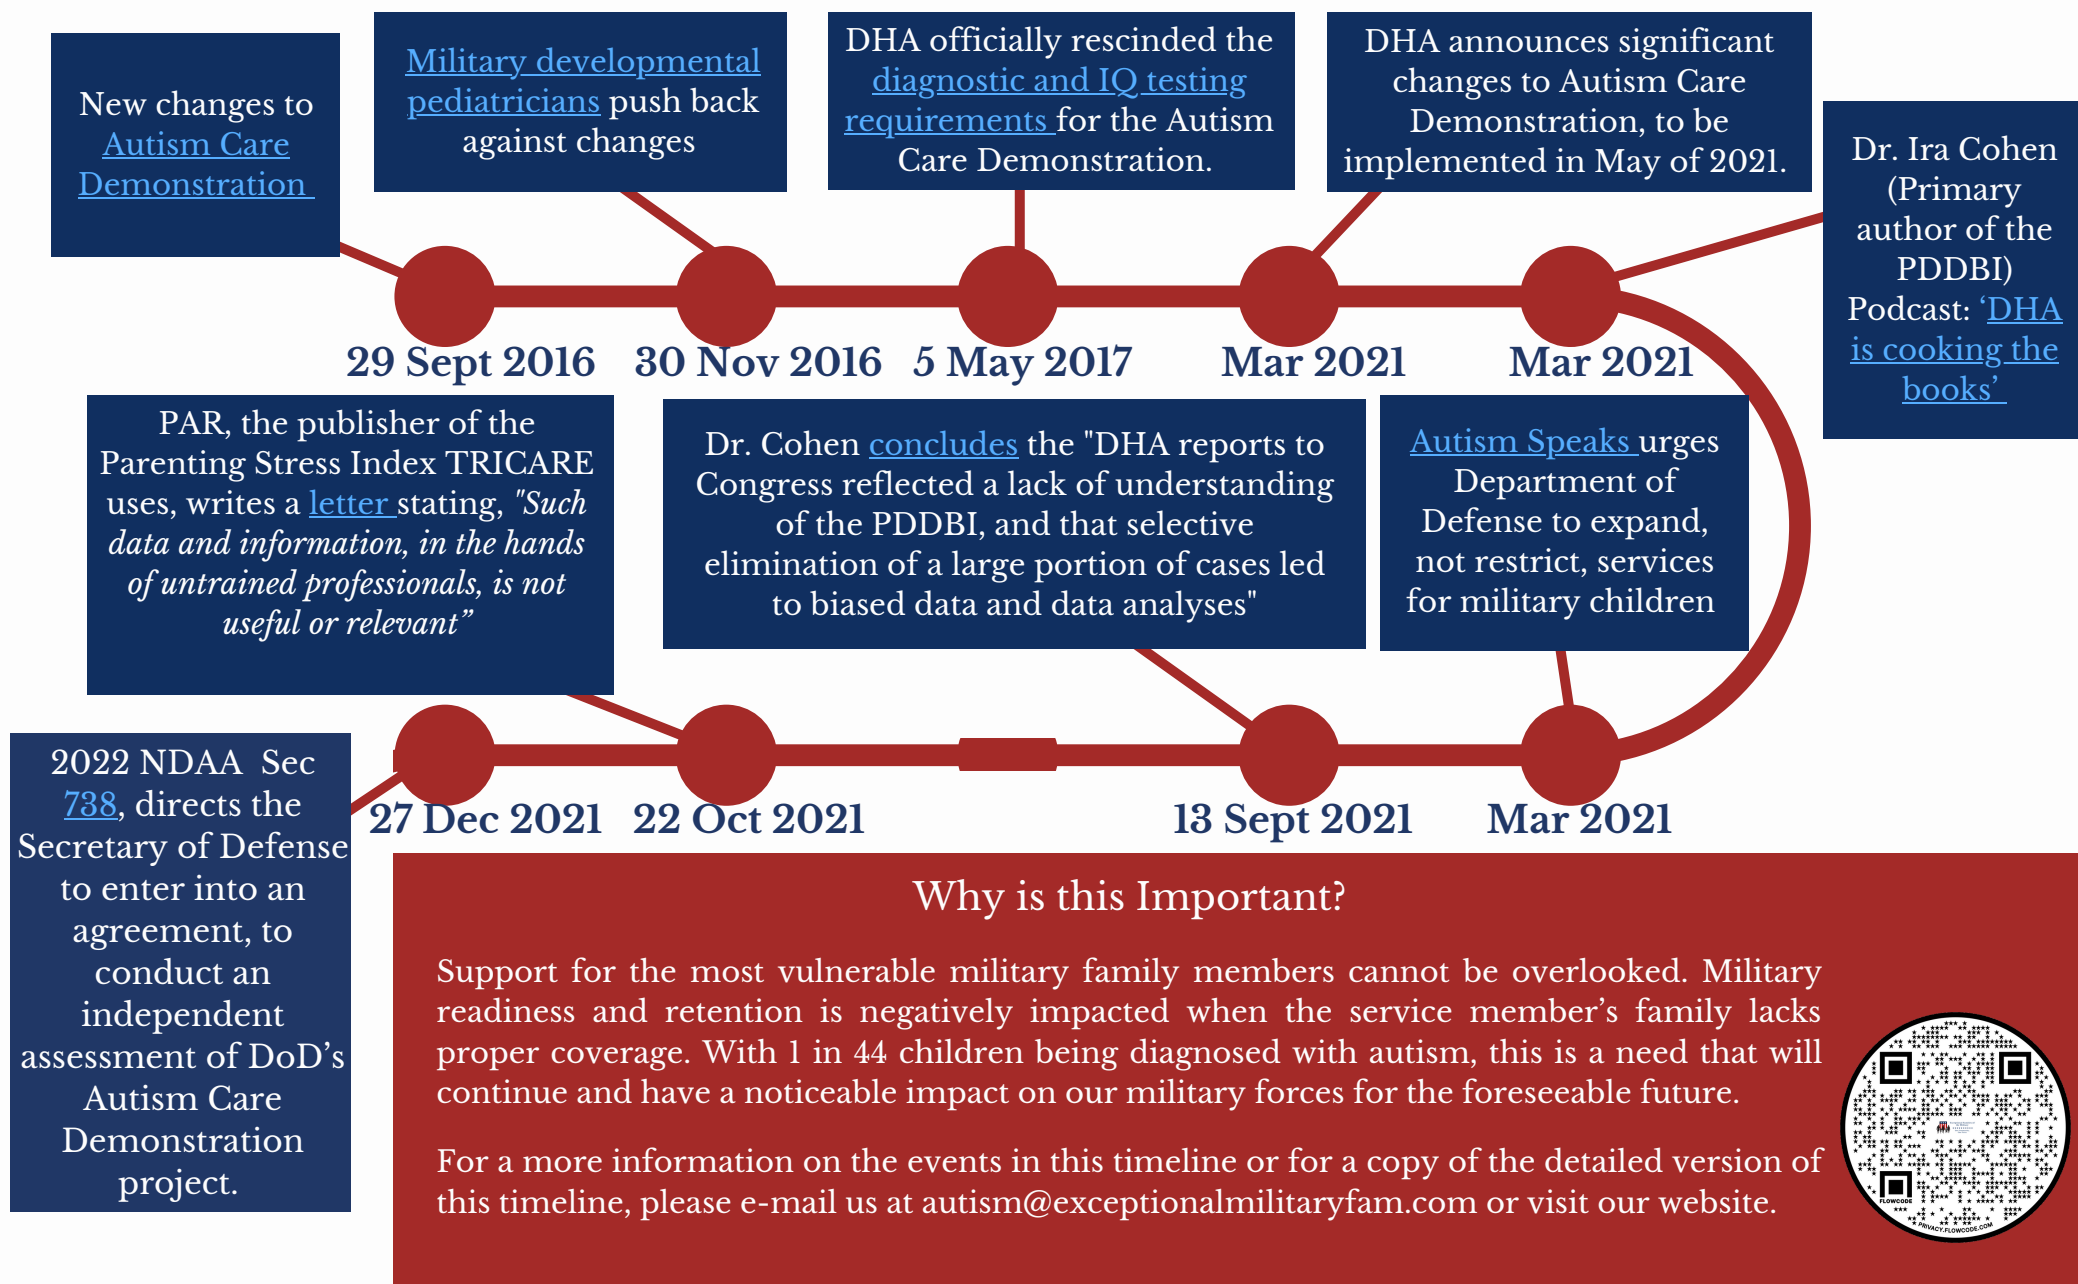 New changes to
Autism Care
Demonstration
Military developmental
pediatricians push back
against changes
DHA officially rescinded the
diagnostic and IQ testing
requirements for the Autism
Care Demonstration.
DHA announces significant
changes to Autism Care
Demonstration, to be
implemented in May of 2021.
Dr. Ira Cohen
(Primary
author of the
PDDBI)
Podcast: ‘DHA
is cooking the
books’
29 Sept 2016
30 Nov 2016
5 May 2017
Mar 2021
Mar 2021
PAR, the publisher of the
Parenting Stress Index TRICARE
uses, writes a letter stating, "Such
data and information, in the hands
of untrained professionals, is not
useful or relevant”
Dr. Cohen concludes the "DHA reports to
Congress reflected a lack of understanding
of the PDDBI, and that selective
elimination of a large portion of cases led
to biased data and data analyses"
Autism Speaks urges
Department of
Defense to expand,
not restrict, services
for military children
27 Dec 2021
22 Oct 2021
13 Sept 2021
Mar 2021
2022 NDAA Sec
738, directs the
Secretary of Defense
to enter into an
agreement, to
conduct an
independent
assessment of DoD’s
Autism Care
Demonstration
project.
Why is this Important?
Support for the most vulnerable military family members cannot be overlooked. Military
readiness and retention is negatively impacted when the service member’s family lacks
proper coverage. With 1 in 44 children being diagnosed with autism, this is a need that will
continue and have a noticeable impact on our military forces for the foreseeable future.
For a more information on the events in this timeline or for a copy of the detailed version of
this timeline, please e-mail us at autism@exceptionalmilitaryfam.com or visit our website.
FLOWCODE
PRIVACY.FLOWCODE.COM